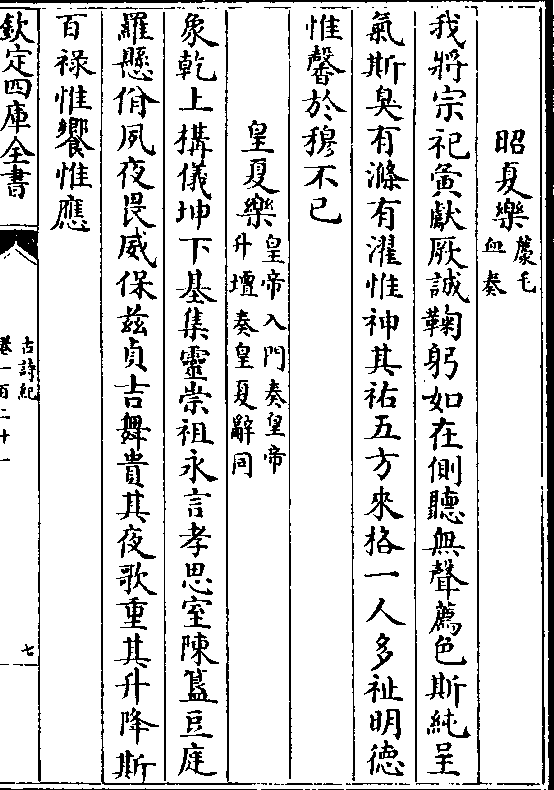 昭夏樂薦毛
血奏
我將宗祀寅獻厥誠鞠躬如在側聽無聲薦色斯純呈
氣斯臭有滌有濯惟神其祐五方來格一人多祉明德
惟馨於穆不已
皇夏樂皇帝入門奏皇帝
升壇奏皇夏辭同
象乾上構儀坤下基集靈崇祖永言孝思室陳簋豆庭
羅懸佾夙夜畏威保茲貞吉舞貴其夜歌重其升降斯
百祿惟饗惟應
欽定四庫全書
古詩紀
卷一百二十一
七